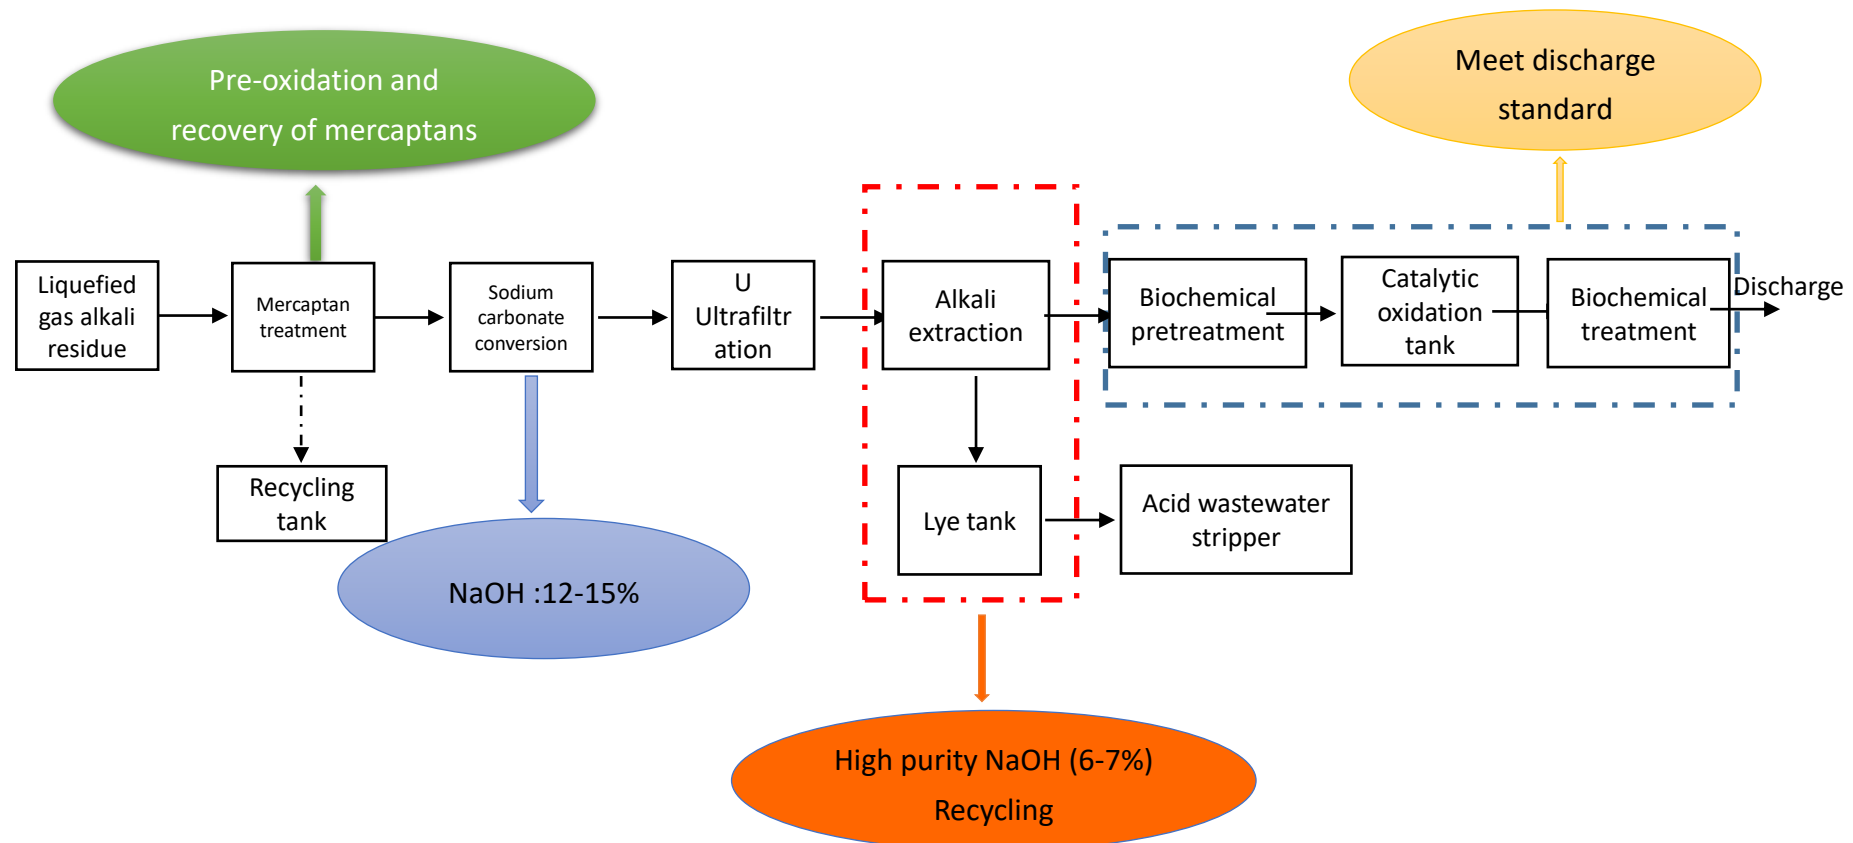 Pre-oxidation and
recovery of mercaptans
Meet discharge
standard
Liquefied
gas alkali
residue
Mercaptan
treatment
Sodium
carbonate
conversion
U
Ultrafiltr
ation
Alkali
extraction
Biochemical
pretreatment
Catalytic
oxidation
tank
Biochemical
treatment
Discharge
Recycling
tank
Lye tank
Acid wastewater
stripper
NaOH :12-15%
High purity NaOH (6-7%)
Recycling